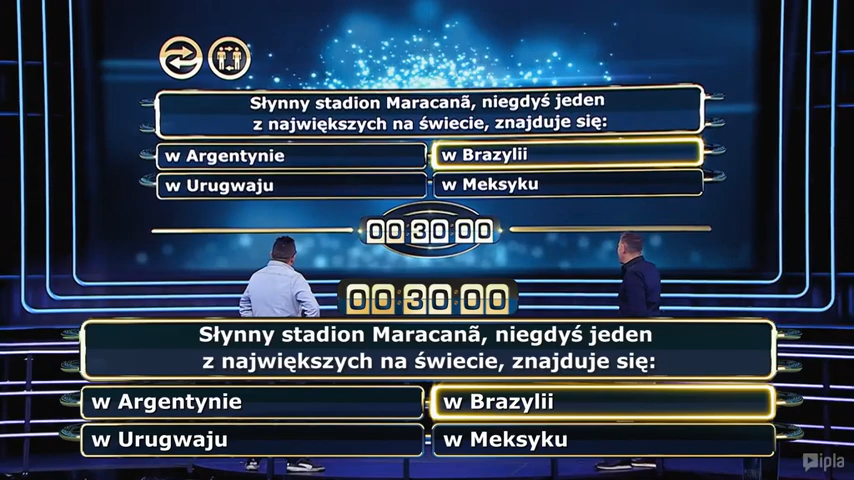 Słynny stadion Maracanã, niegdyś jeden
z największych na świecie, znajduje się:
w Argentynie
w Brazylii
w Urugwaju
w Meksyku
00 30 00
00:30:00
Słynny stadion Maracanã, niegdyś jeden
z największych na świecie, znajduje się:
w Argentynie
w Brazylii
w Urugwaju
w Meksyku
ipla